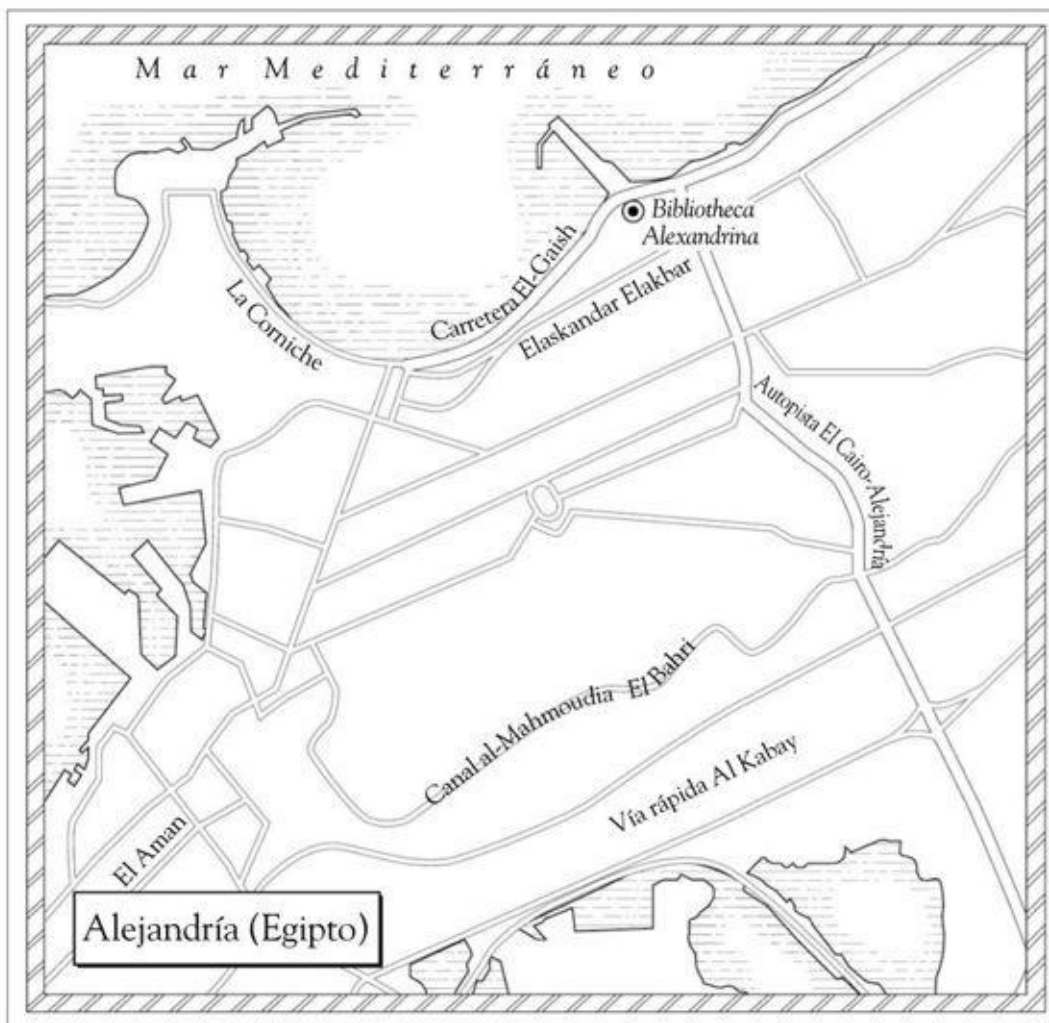 Mar Mediterráneo
Bibliotheca
Alexandrina
Carretera El-Gaish
La Corniche
Elaskandar Elakbar
Autopista El Cairo-Alejandría
Canal al-Mahmoudia El Bahri
Vía rápida Al Kabay
El Aman
Alejandría (Egipto)